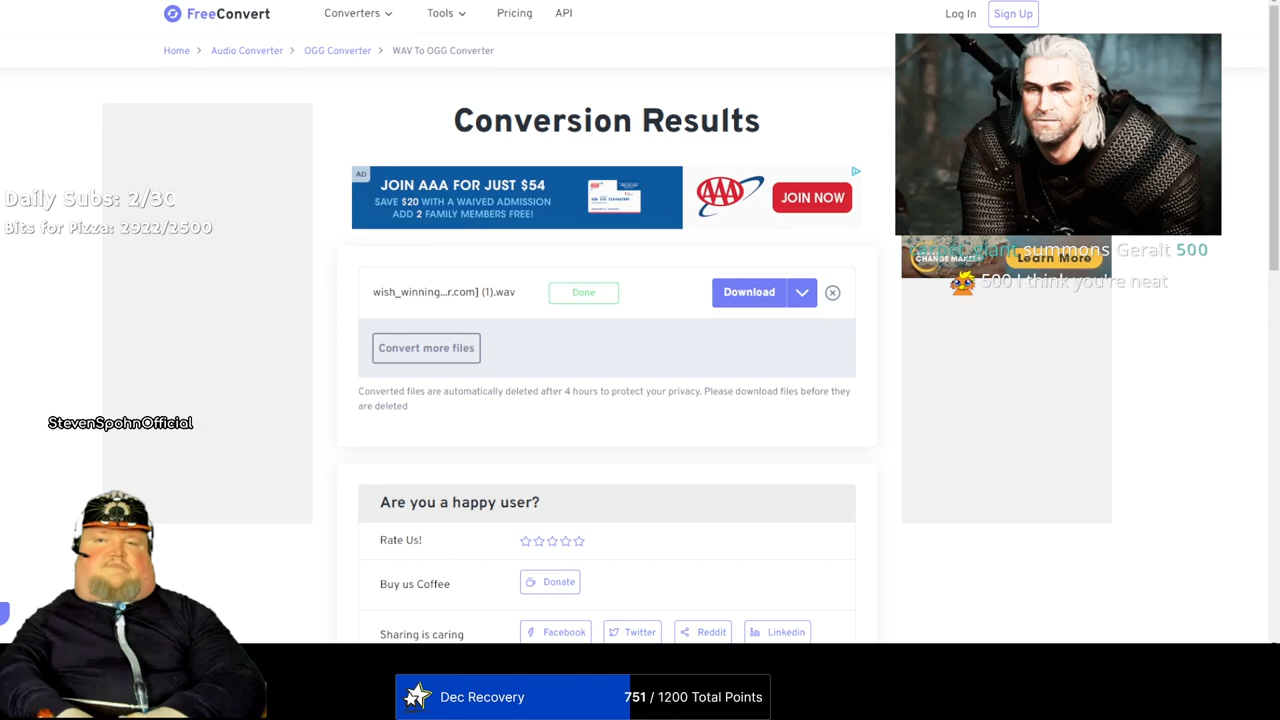 FreeConvert
Converters
Tools
Pricing
API
Log In
Sign Up
Home > Audio Converter > OGG Converter > WAV To OGG Converter
Conversion Results
AD
JOIN AAA FOR JUST $54
SAVE $20 WITH A WAIVED ADMISSION
ADD 2 FAMILY MEMBERS FREE!
AAA
JOIN NOW
Daily Subs: 2/30
Bits for Pizza: 2922/2500
summons Geralt 500
500 I think you're neat
Learn More
wish_winning...r.com] (1).wav
Done
Download
Convert more files
Converted files are automatically deleted after 4 hours to protect your privacy. Please download files before they
are deleted
StevenSpohnOfficial
Are you a happy user?
Rate Us!
Buy us Coffee
Donate
Sharing is caring
Facebook
Twitter
Reddit
Linkedin
Dec Recovery
751 / 1200 Total Points